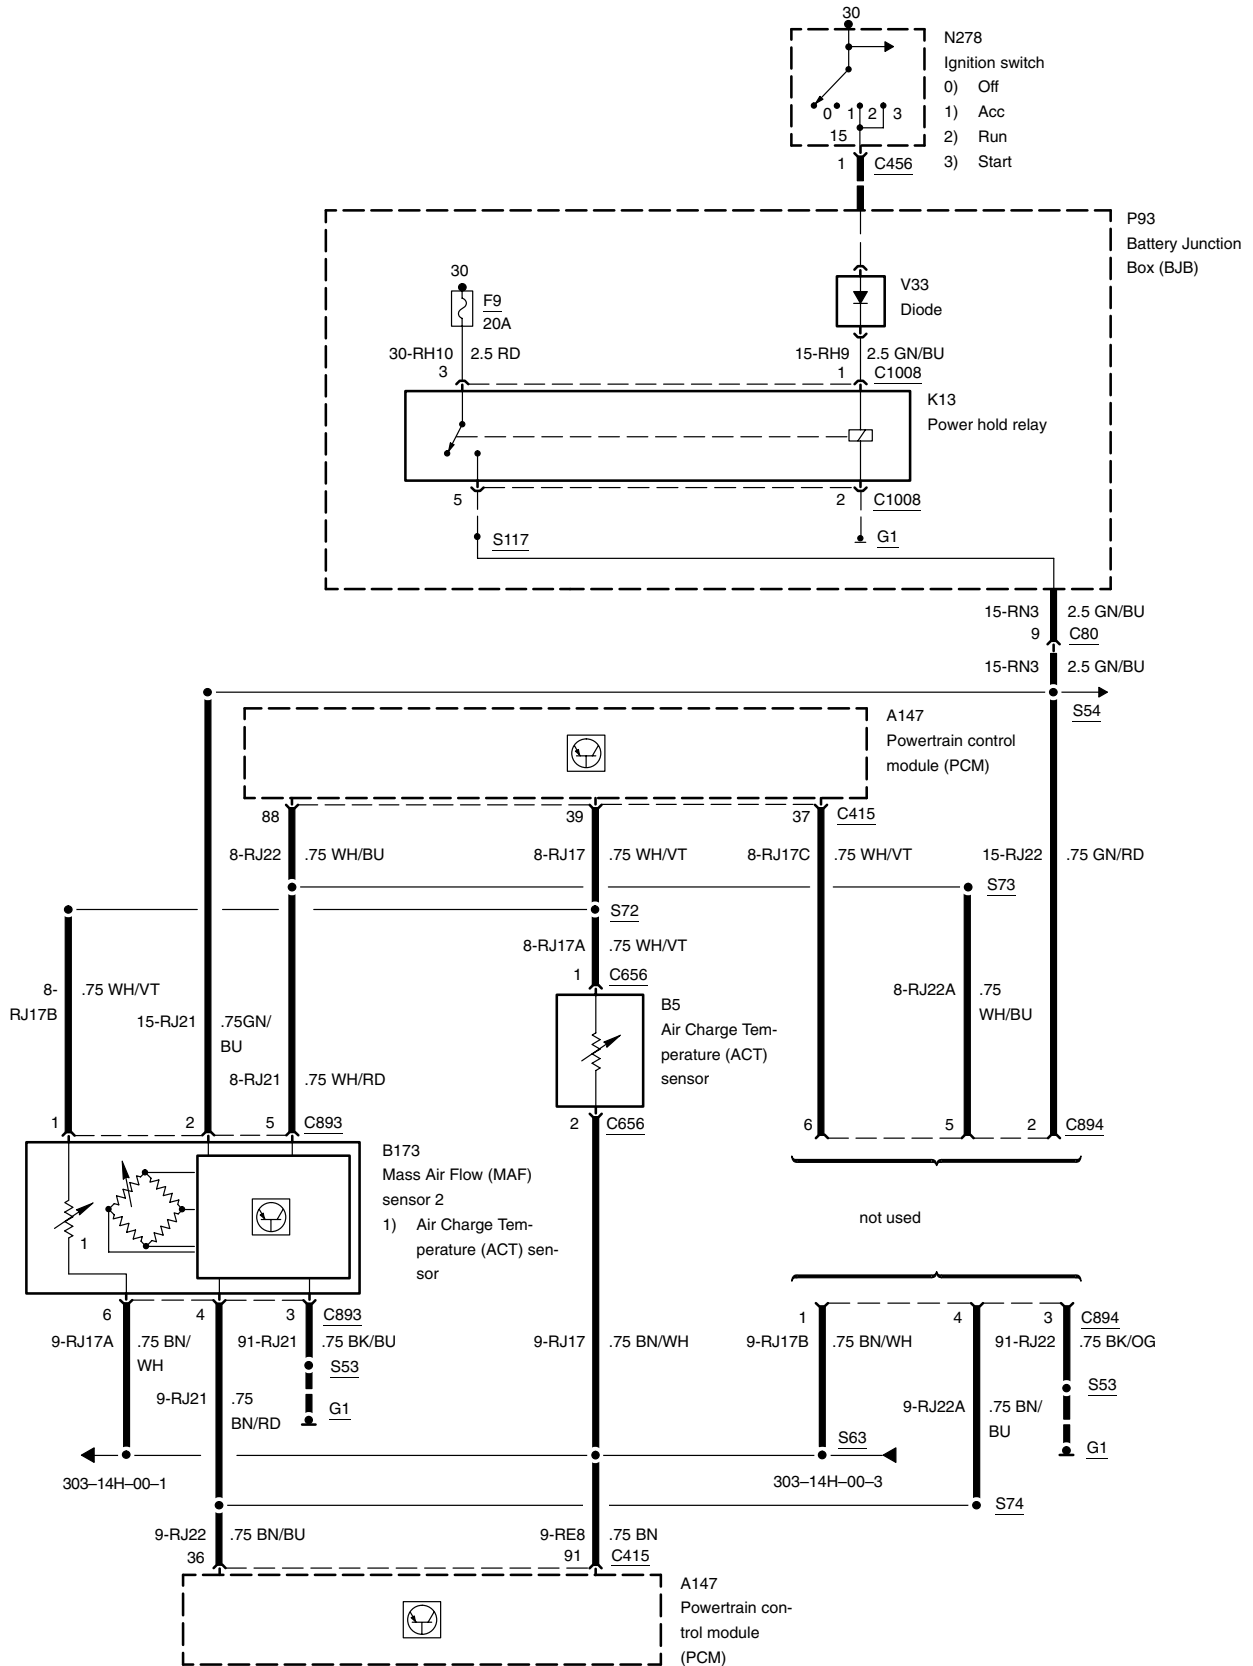 30
N278
Ignition switch
0) Off
1) Acc
2) Run
3) Start
0 1 2 3
15
1 C456
P93
Battery Junction
Box (BJB)
30
F9
20A
V33
Diode
30-RH10 2.5 RD
15-RH9 2.5 GN/BU
3
1 C1008
K13
Power hold relay
5
2 C1008
S117
G1
15-RN3 2.5 GN/BU
9 C80
15-RN3 2.5 GN/BU
S54
A147
Powertrain control
module (PCM)
88
39
37 C415
8-RJ22 .75 WH/BU
8-RJ17 .75 WH/VT
8-RJ17C .75 WH/VT
15-RJ22 .75 GN/RD
S73
S72
8-RJ17A .75 WH/VT
1 C656
8- .75 WH/VT
RJ17B
15-RJ21 .75GN/
BU
8-RJ21 .75 WH/RD
B5
Air Charge Tem-
perature (ACT)
sensor
8-RJ22A .75
WH/BU
1
2
5 C893
2 C656
6
5
2 C894
B173
Mass Air Flow (MAF)
sensor 2
1) Air Charge Tem-
perature (ACT) sen-
sor
1
not used
6
4
3 C893
1
4
3 C894
9-RJ17A .75 BN/
WH
91-RJ21 .75 BK/BU
9-RJ17 .75 BN/WH
9-RJ17B .75 BN/WH
91-RJ22 .75 BK/OG
S53
S53
9-RJ21 .75
BN/RD
G1
9-RJ22A .75 BN/
BU
S63
G1
303–14H–00–1
303–14H–00–3
S74
9-RJ22 .75 BN/BU
9-RE8 .75 BN
36
91 C415
A147
Powertrain con-
trol module
(PCM)